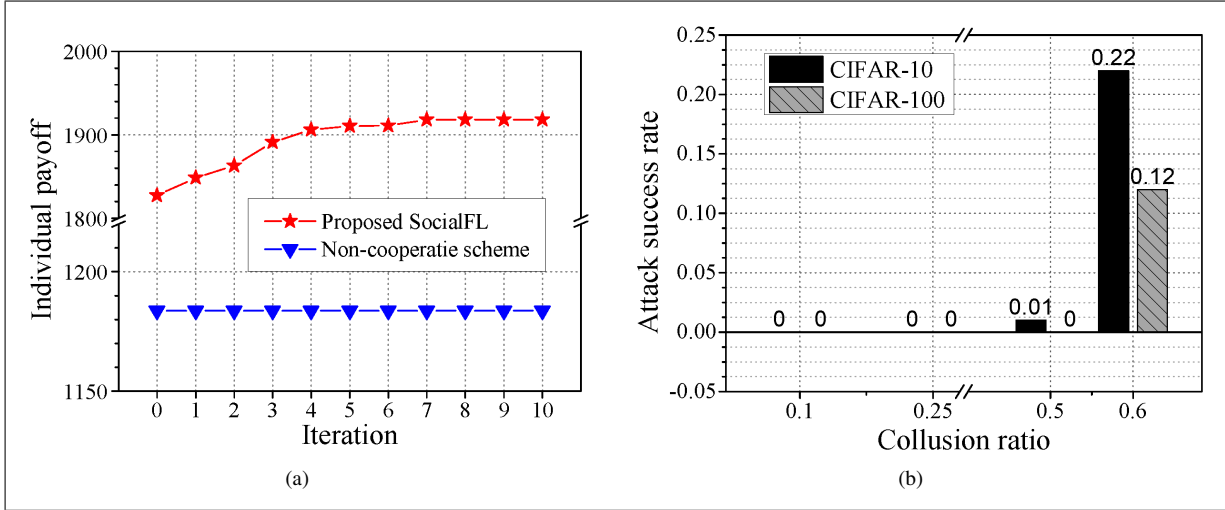 2000
1900
1800
1200
1150
Individual payoff
Proposed SocialFL
Non-cooperatie scheme
0 1 2 3 4 5 6 7 8 9 10
Iteration
(a)
0.25
0.20
0.15
0.10
0.05
0.00
-0.05
Attack success rate
CIFAR-10
CIFAR-100
0 0 0 0 0.01 0 0.22 0.12
0.1 0.25 0.5 0.6
Collusion ratio
(b)